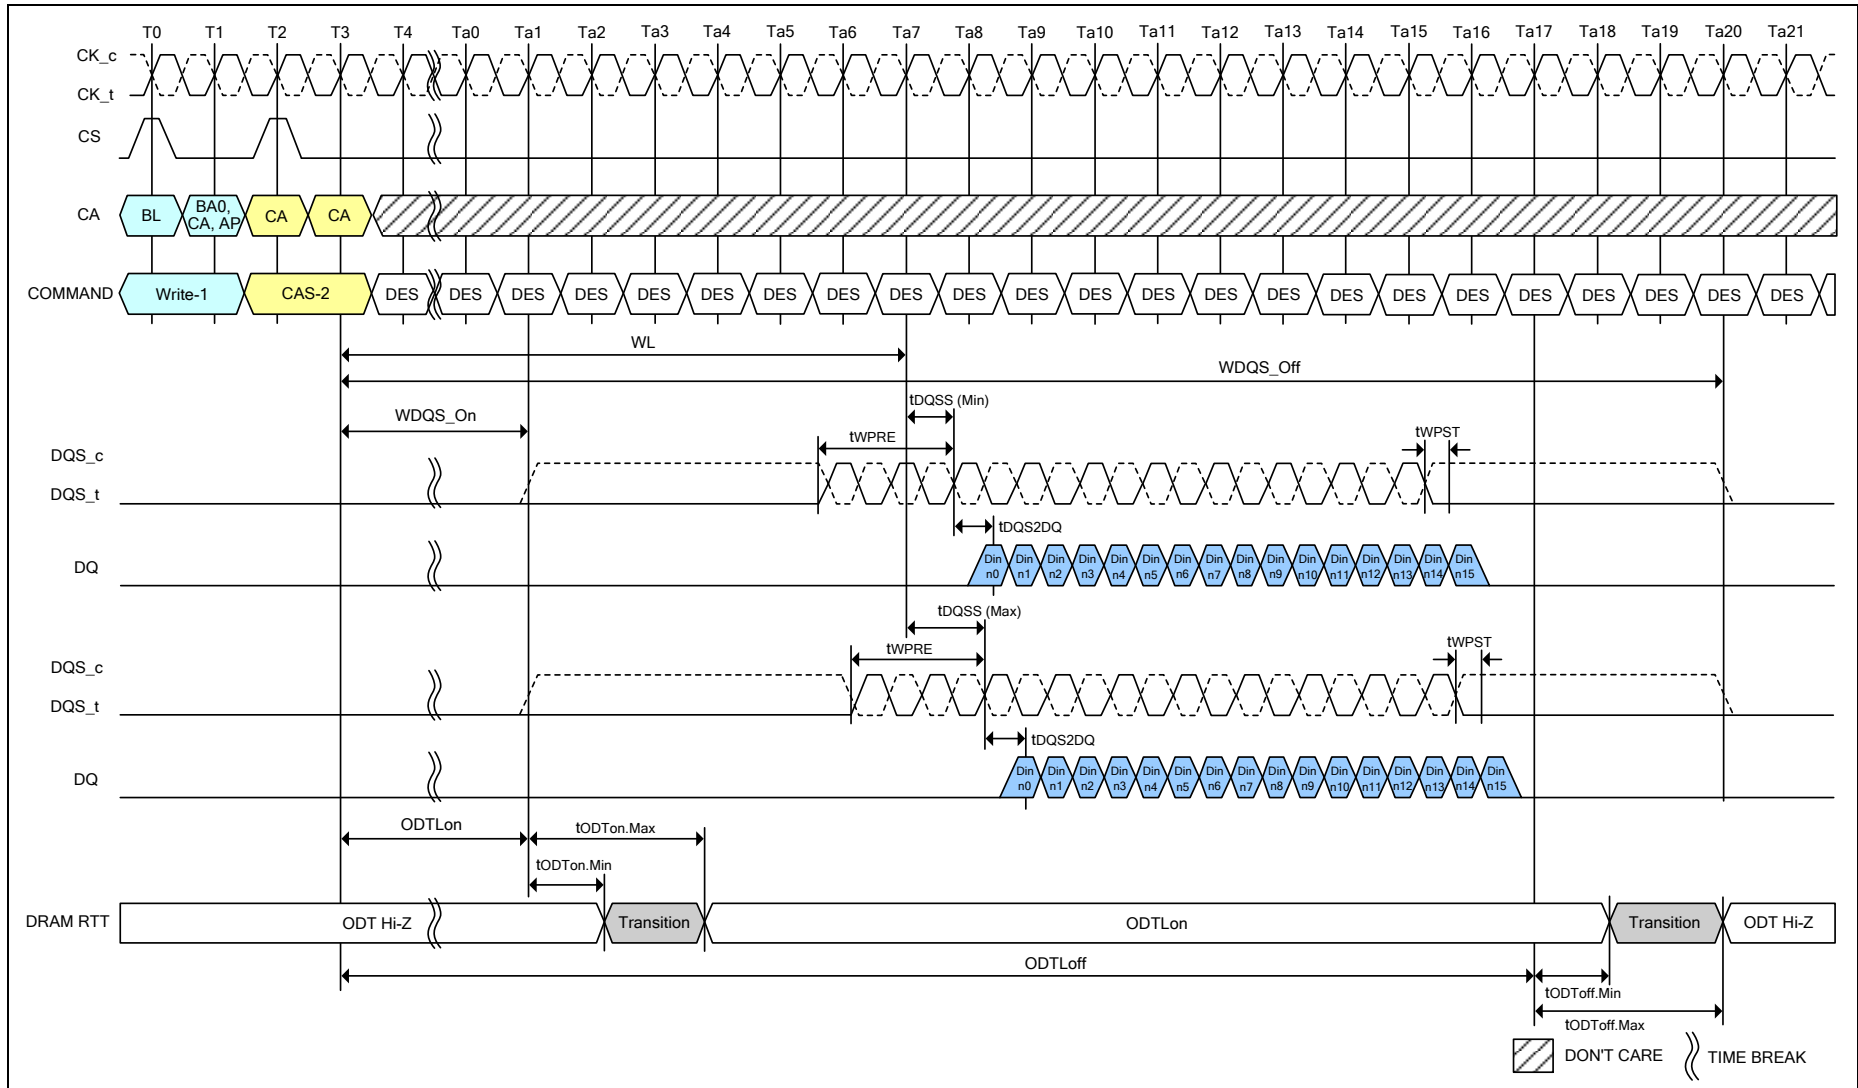 T0 T1 T2 T3 T4 Ta0 Ta1 Ta2 Ta3 Ta4 Ta5 Ta6 Ta7 Ta8 Ta9 Ta10 Ta11 Ta12 Ta13 Ta14 Ta15 Ta16 Ta17 Ta18 Ta19 Ta20 Ta21
CK_c
CK_t
CS
CA BL BA0, CA, AP CA CA
COMMAND Write-1 CAS-2 DES DES DES DES DES DES DES DES DES DES DES DES DES DES DES DES DES DES DES DES DES DES DES
WL
WDQS_Off
WDQS_On
tDQSS (Min)
tWPRE
tWPST
DQS_c
DQS_t
tDQS2DQ
DQ
Din n0 Din n1 Din n2 Din n3 Din n4 Din n5 Din n6 Din n7 Din n8 Din n9 Din n10 Din n11 Din n12 Din n13 Din n14 Din n15
tDQSS (Max)
tWPRE
tWPST
DQS_c
DQS_t
tDQS2DQ
DQ
Din n0 Din n1 Din n2 Din n3 Din n4 Din n5 Din n6 Din n7 Din n8 Din n9 Din n10 Din n11 Din n12 Din n13 Din n14 Din n15
ODTLon
tODTon.Max
tODTon.Min
DRAM RTT ODT Hi-Z Transition ODTLon Transition ODT Hi-Z
ODTLoff
tODToff.Min
tODToff.Max
DON'T CARE
TIME BREAK